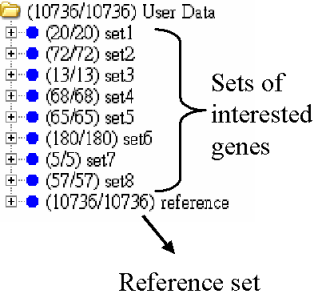 (10736/10736) User Data
(20/20) set1
(72/72) set2
(13/13) set3
(68/68) set4
(65/65) set5
(180/180) set6
(5/5) set7
(57/57) set8
(10736/10736) reference
Sets of
interested
genes
Reference set